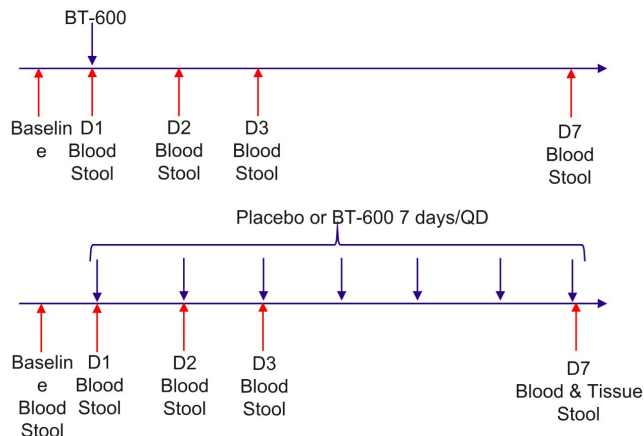 BT-600
Baselin
e
D1
Blood
Stool
D2
Blood
Stool
D3
Blood
Stool
D7
Blood
Stool
Placebo or BT-600 7 days/QD
Baselin
e
Blood
Stool
D1
Blood
Stool
D2
Blood
Stool
D3
Blood
Stool
D7
Blood & Tissue
Stool